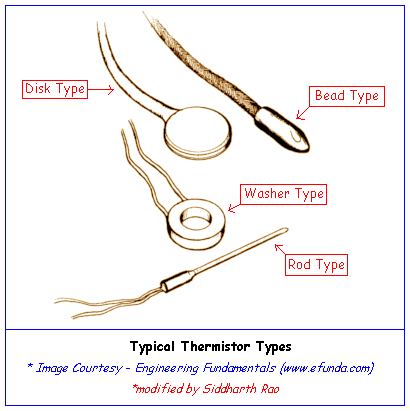 Disk Type
Bead Type
Washer Type
Rod Type
Typical Thermistor Types
* Image Courtesy - Engineering Fundamentals (www.efunda.com)
*modified by Siddharth Rao